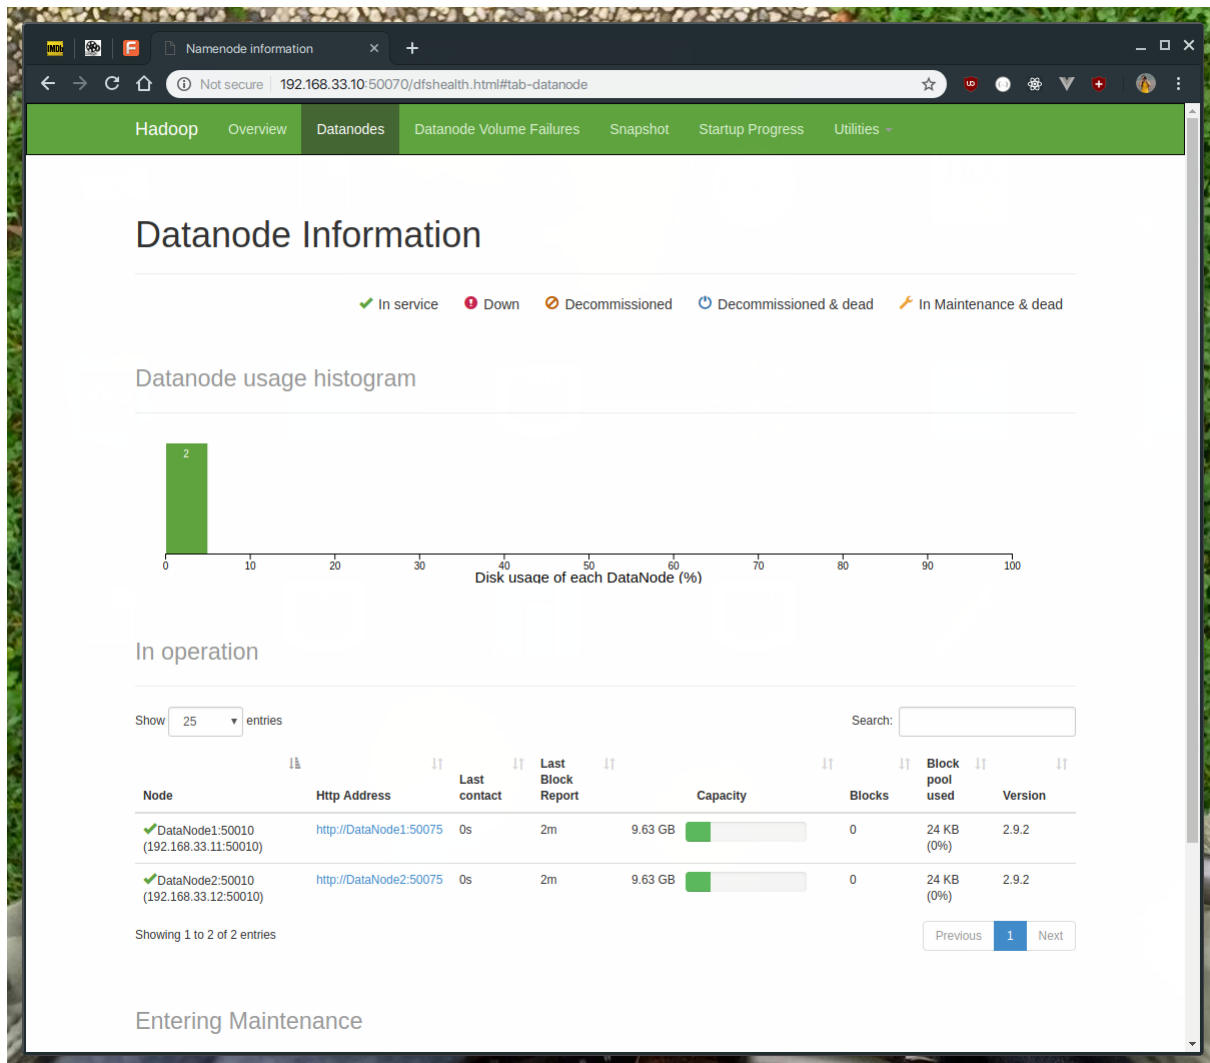 IMDb
Namenode information
Not secure 192.168.33.10:50070/dfshealth.html#tab-datanode
Hadoop Overview Datanodes Datanode Volume Failures Snapshot Startup Progress Utilities
Datanode Information
In service Down Decommissioned Decommissioned & dead In Maintenance & dead
Datanode usage histogram
2
0 10 20 30 40 50 60 70 80 90 100
Disk usage of each DataNode (%)
In operation
Show 25 entries Search:
Node Http Address Last contact Last Block Report Capacity Blocks Block pool used Version
DataNode1:50010 http://DataNode1:50075 0s 2m 9.63 GB 0 24 KB 2.9.2
(192.168.33.11:50010) (0%)
DataNode2:50010 http://DataNode2:50075 0s 2m 9.63 GB 0 24 KB 2.9.2
(192.168.33.12:50010) (0%)
Showing 1 to 2 of 2 entries Previous 1 Next
Entering Maintenance